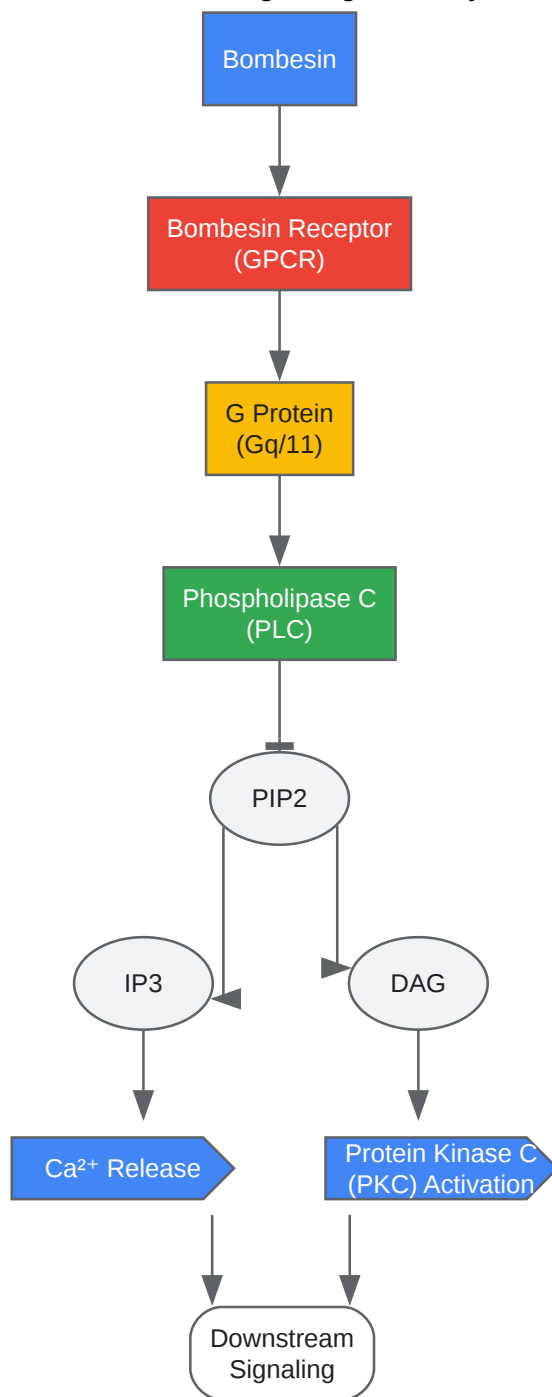 Bombesin
Bombesin Receptor
(GPCR)
G Protein
(Gq/11)
Phospholipase C
(PLC)
PIP2
IP3
DAG
Ca²⁺ Release
Protein Kinase C
(PKC) Activation
Downstream
Signaling